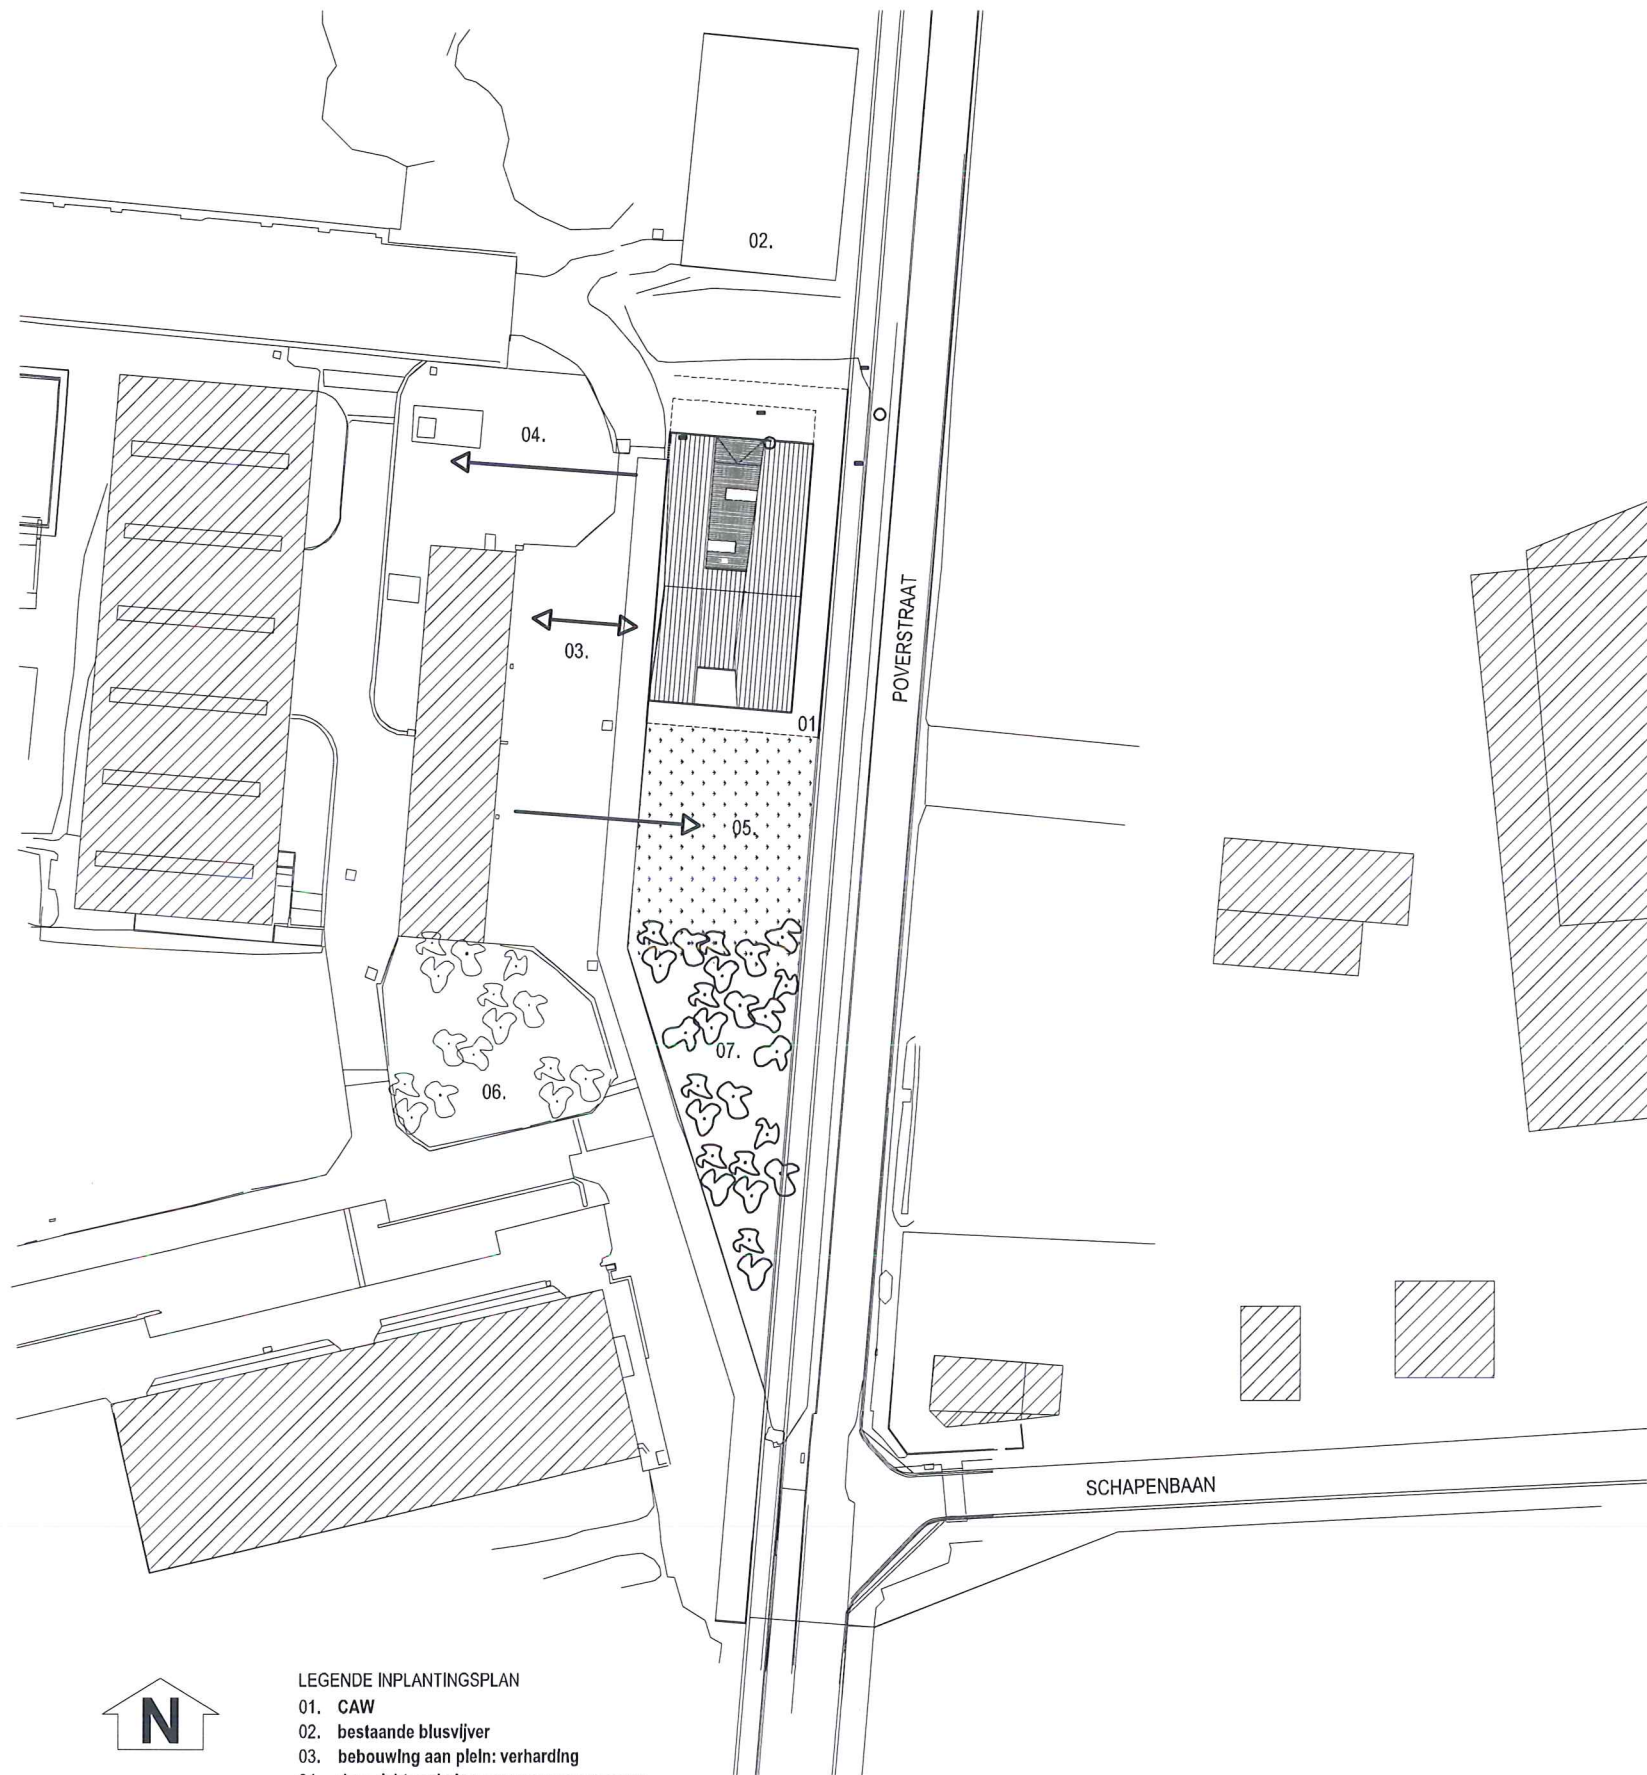 02.
04.
03.
POVERSTRAAT
01
05.
07.
06.
SCHAPENBAAN
N
LEGENDE INPLANTINGSPLAN
01. CAW
02. bestaande blusvijver
03. bebouwing aan plein: verharding